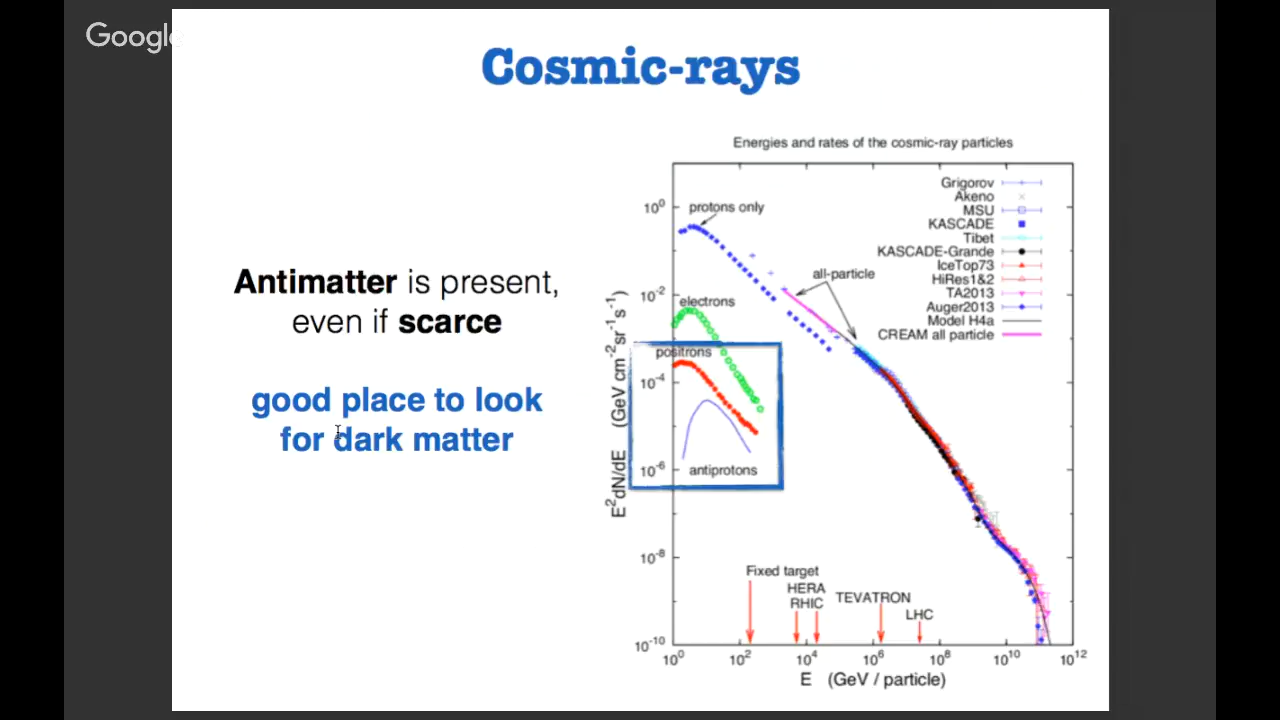 Google
Cosmic-rays
Antimatter is present,
even if scarce
good place to look
for dark matter
Energies and rates of the cosmic-ray particles
Grigorov
Akeno
MSU
KASCADE
Tibet
KASCADE-Grande
IceTop73
HiRes1&2
TA2013
Auger2013
Model H4a
CREAM all particle
protons only
all-particle
electrons
positrons
antiprotons
Fixed target
HERA
RHIC
TEVATRON
LHC
E²dN/dE (GeV cm⁻² sr⁻¹ s⁻¹)
10⁰
10⁻²
10⁻⁴
10⁻⁶
10⁻⁸
10⁻¹⁰
10⁰ 10² 10⁴ 10⁶ 10⁸ 10¹⁰ 10¹²
E (GeV / particle)